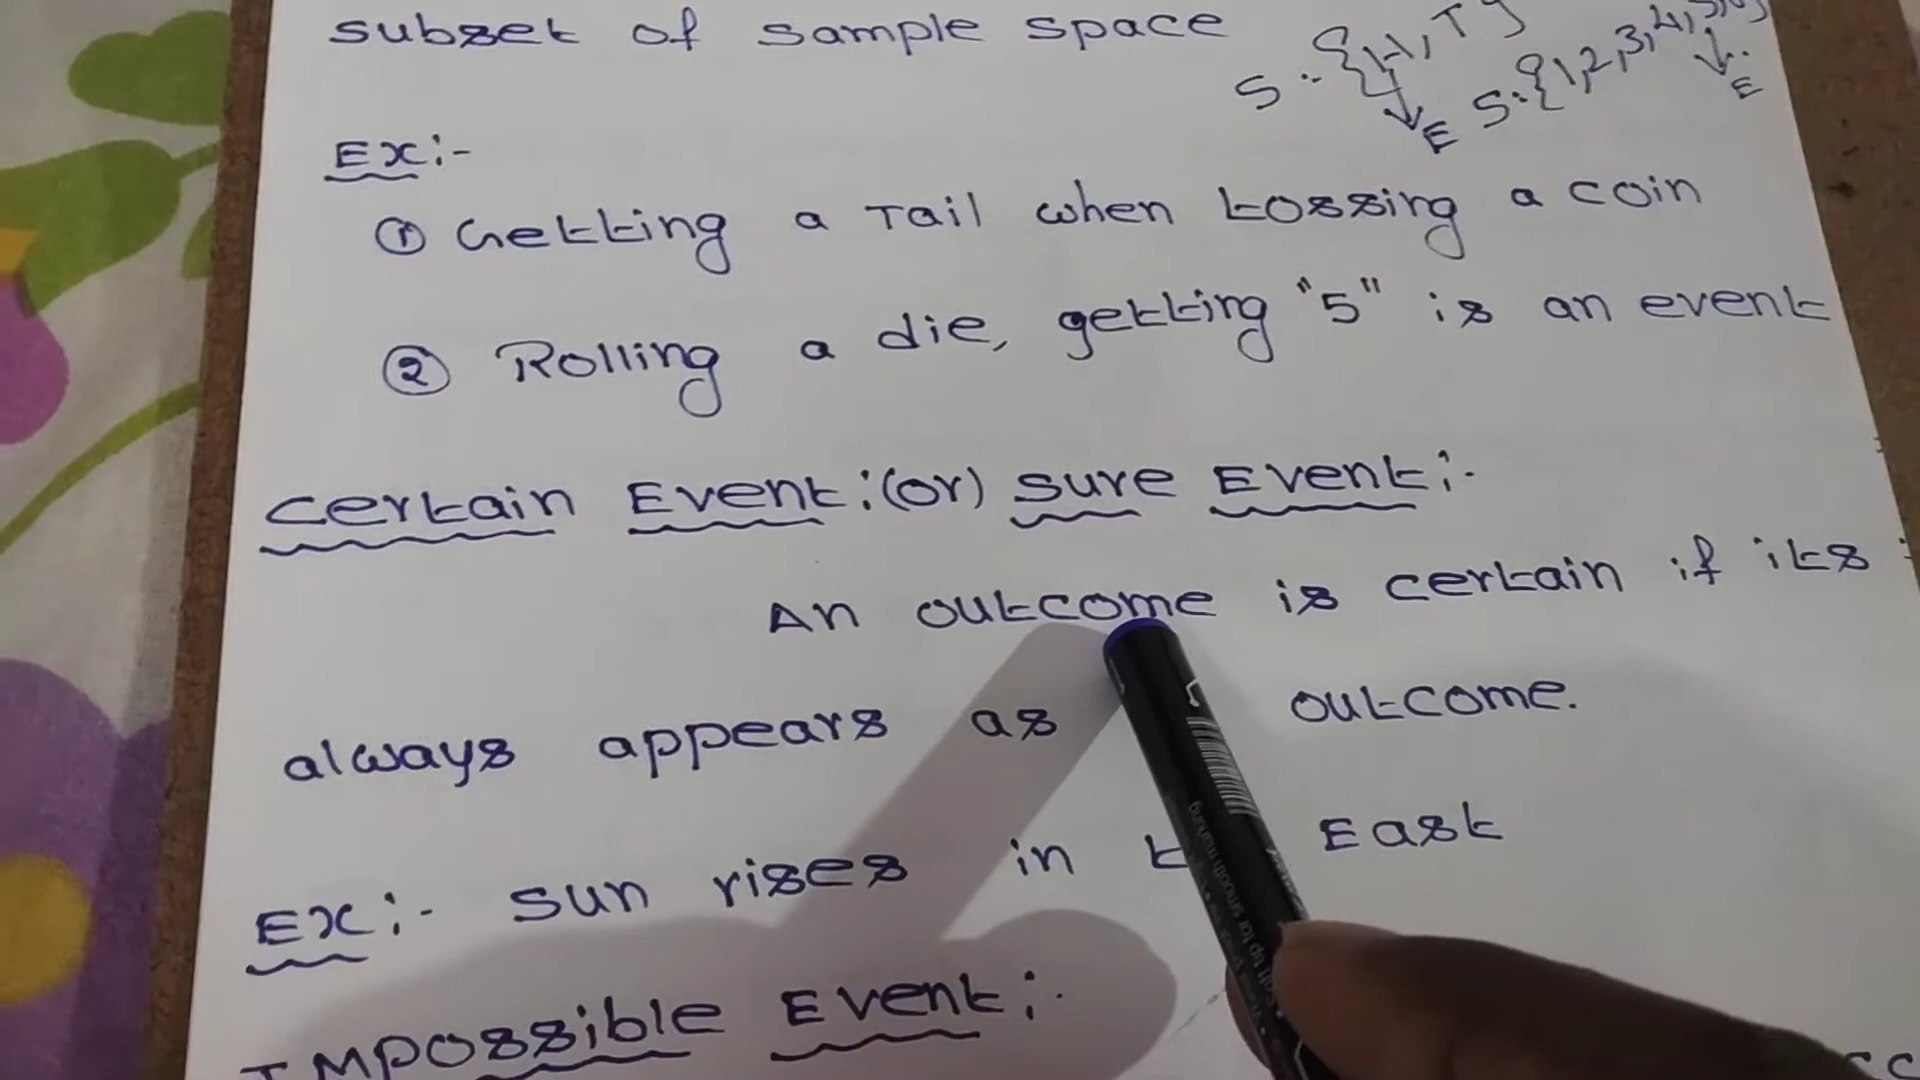 subset of sample space
S:-{H, T}
E
S:-{1,2,3,4,5,6}
E
Ex:-
① Getting a Tail when tossing a coin
② Rolling a die, getting "5" is an event
Certain Event:(or) Sure Event:-
An outcome is certain if its
always appears as outcome.
Ex:- Sun rises in East
Impossible Event:-